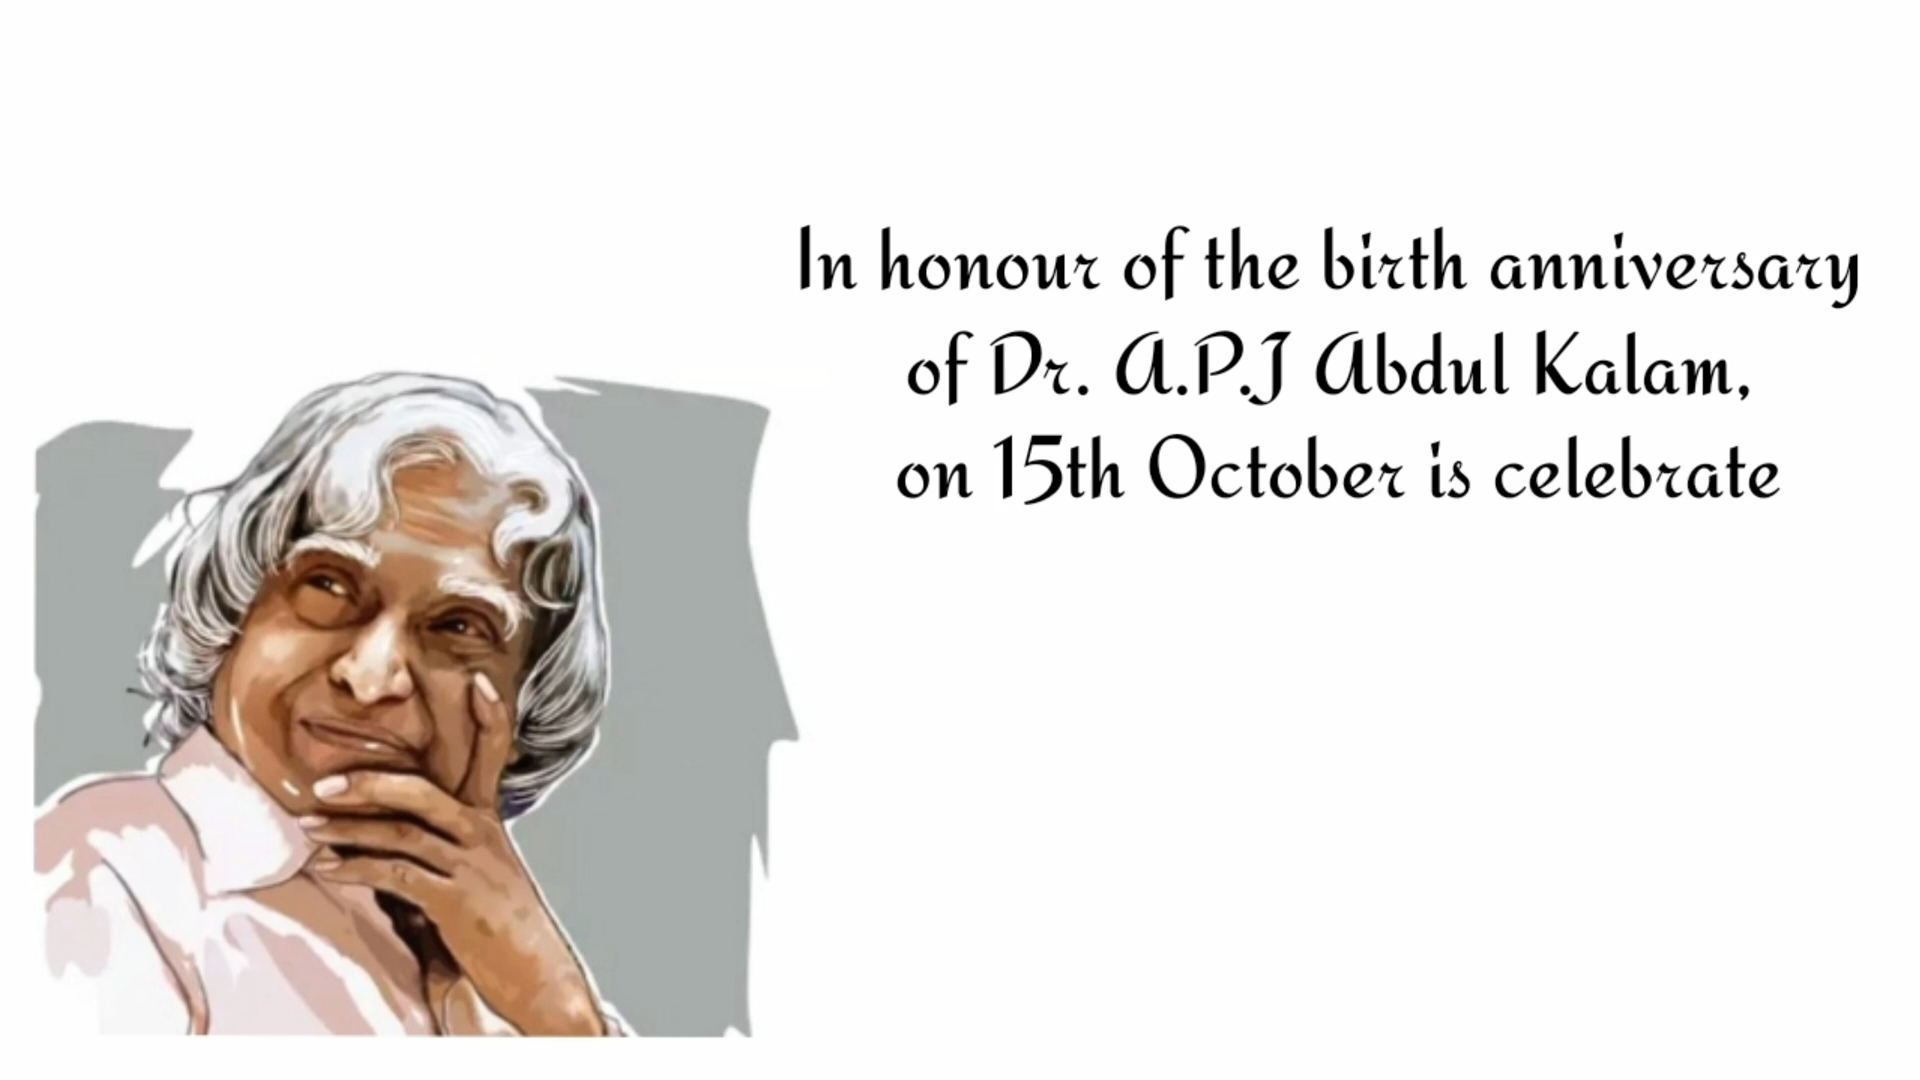 In honour of the birth anniversary
of Dr. A.P.J Abdul Kalam,
on 15th October is celebrate